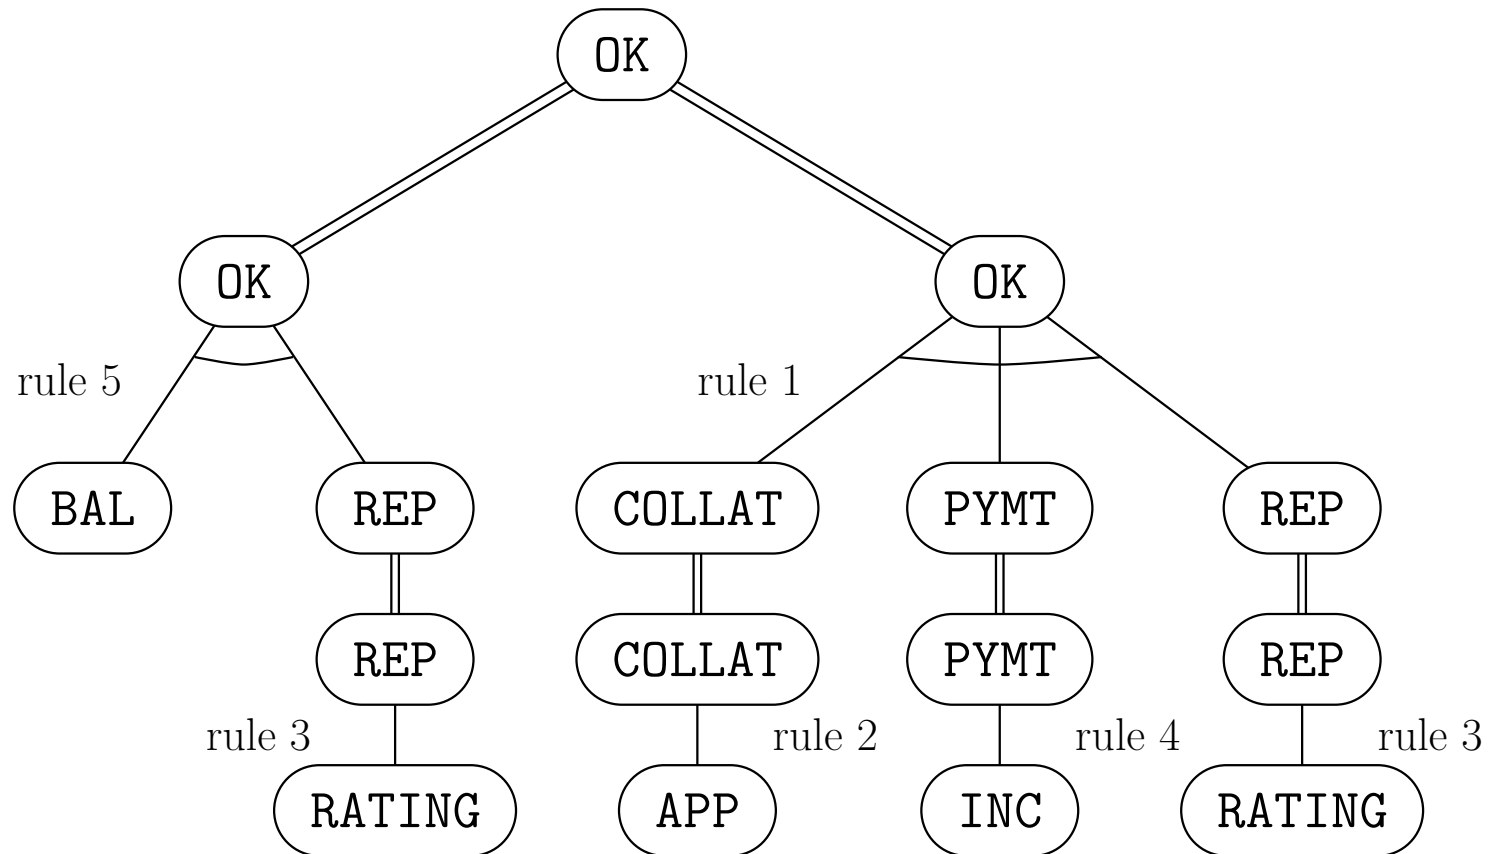 OK
OK OK
rule 5 rule 1
BAL REP COLLAT PYMT REP
REP COLLAT PYMT REP
rule 3 rule 2 rule 4 rule 3
RATING APP INC RATING